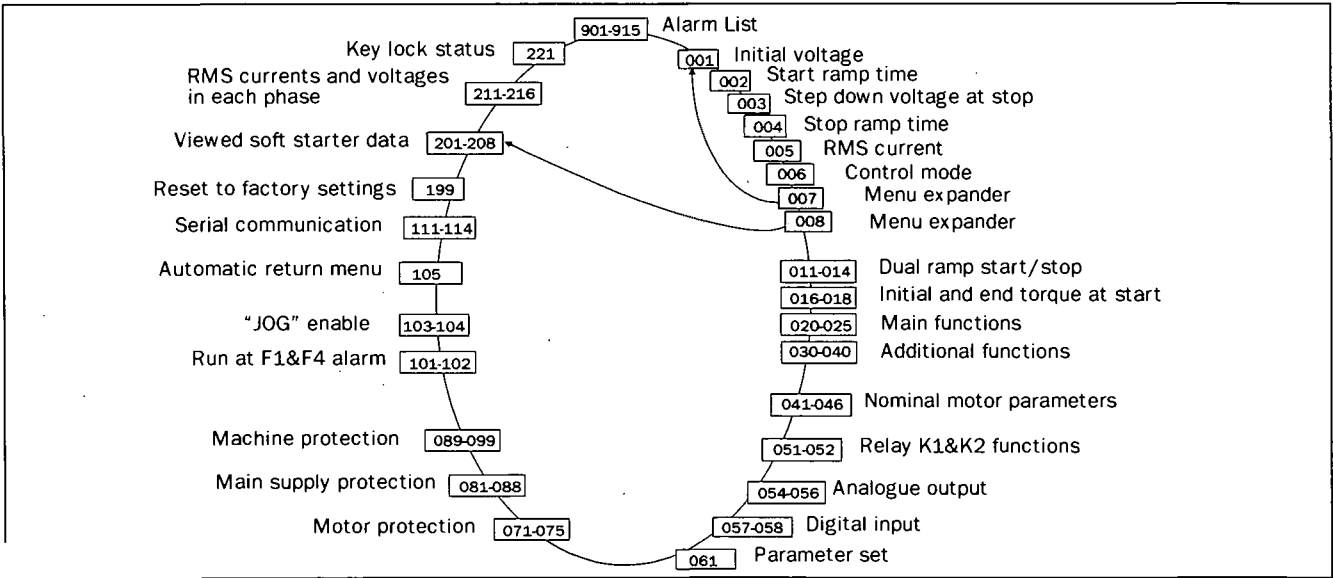 901-915 Alarm List
001 Initial voltage
002 Start ramp time
003 Step down voltage at stop
004 Stop ramp time
005 RMS current
006 Control mode
007 Menu expander
008 Menu expander
011-014 Dual ramp start/stop
016-018 Initial and end torque at start
020-025 Main functions
030-040 Additional functions
041-046 Nominal motor parameters
051-052 Relay K1&K2 functions
054-056 Analogue output
057-058 Digital input
061 Parameter set
Motor protection 071-075
Main supply protection 081-088
Machine protection 089-099
Run at F1&F4 alarm 101-102
"JOG" enable 103-104
Automatic return menu 105
Serial communication 111-114
Reset to factory settings 199
Viewed soft starter data 201-208
RMS currents and voltages
in each phase 211-216
Key lock status 221